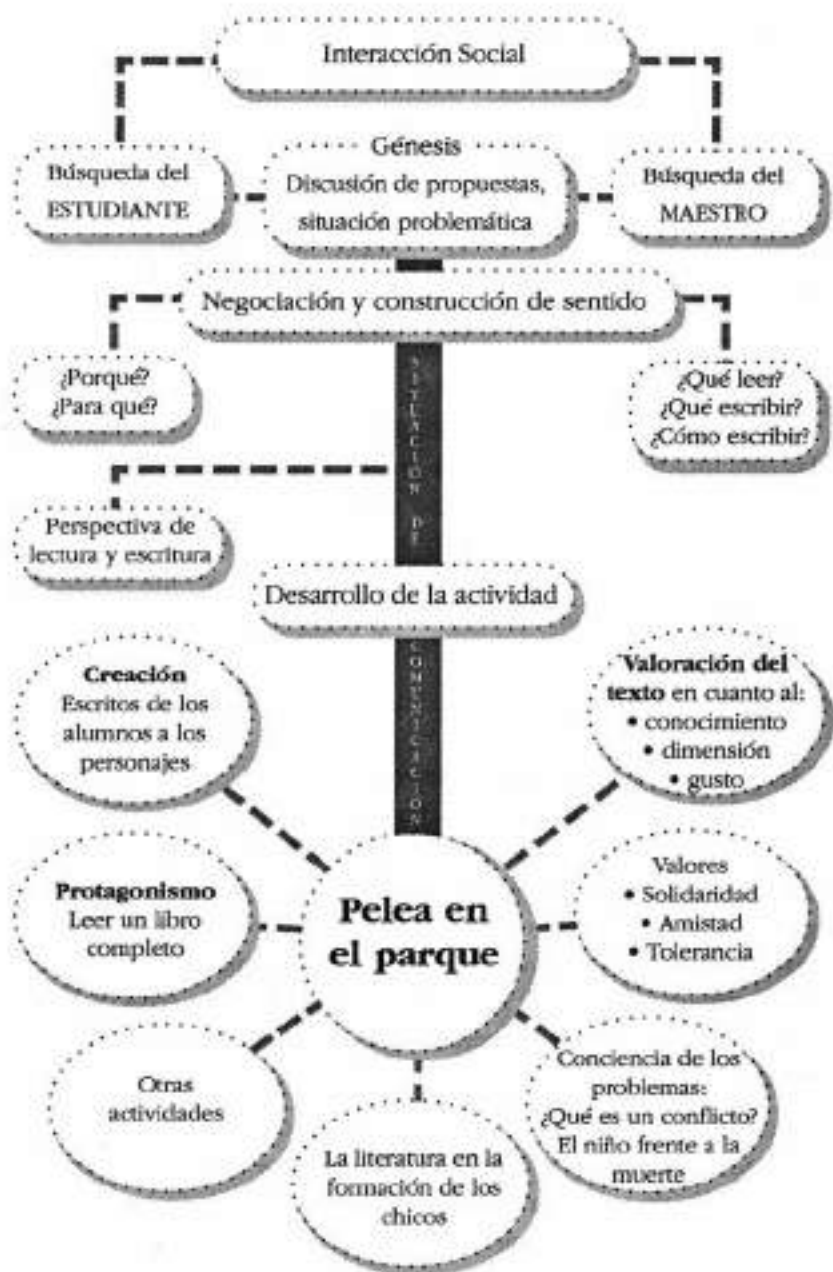 Interacción Social
Búsqueda del
ESTUDIANTE
Génesis
Discusión de propuestas,
situación problemática
Búsqueda del
MAESTRO
Negociación y construcción de sentido
¿Porqué?
¿Para qué?
¿Qué leer?
¿Qué escribir?
¿Cómo escribir?
SITUACIÓN DE
Perspectiva de
lectura y escritura
Desarrollo de la actividad
COMUNICACIÓN
Creación
Escritos de los
alumnos a los
personajes
Valoración del
texto en cuanto al:
• conocimiento
• dimensión
• gusto
Protagonismo
Leer un libro
completo
Pelea en
el parque
Valores
• Solidaridad
• Amistad
• Tolerancia
Otras
actividades
La literatura en la
formación de los
chicos
Conciencia de los
problemas:
¿Qué es un conflicto?
El niño frente a la
muerte